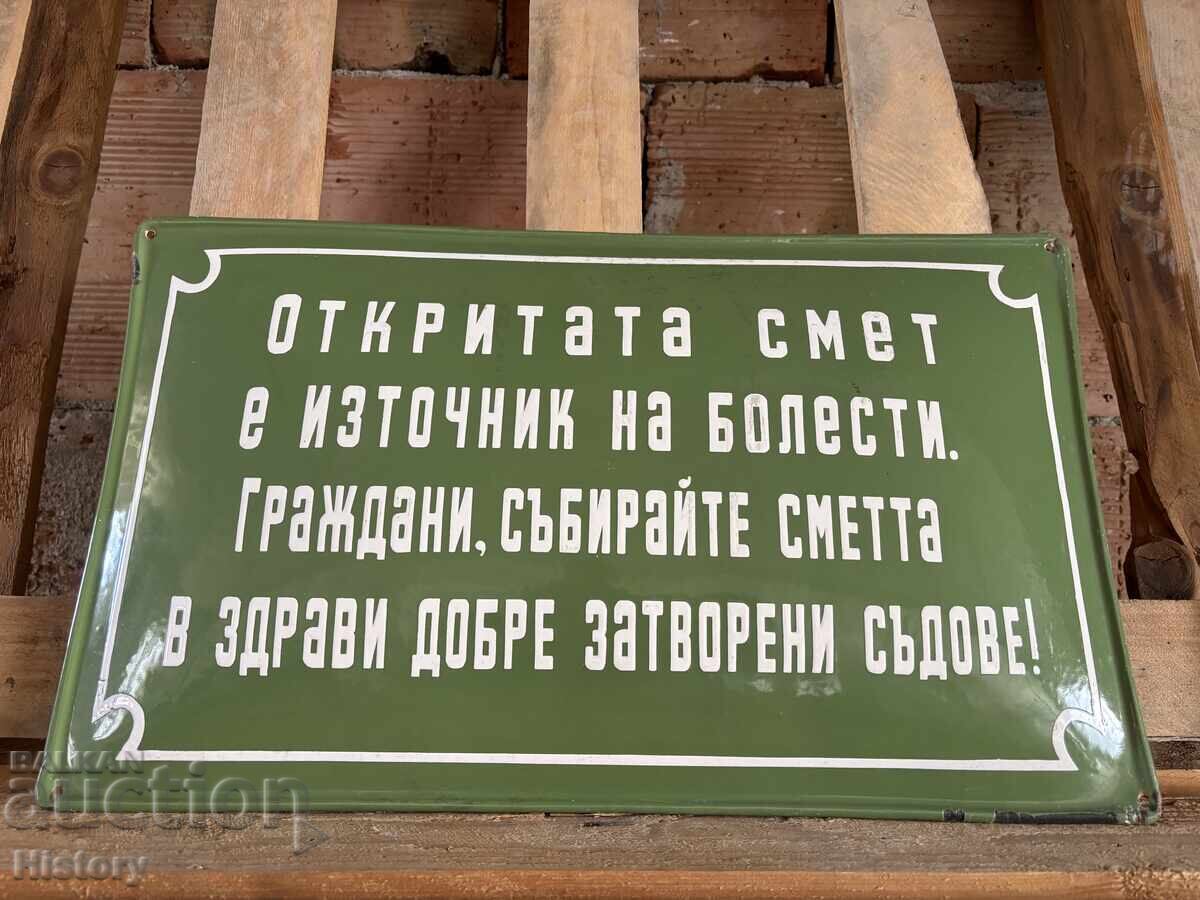 Откритата смет
е източник на болести.
Граждани, събирайте сметта
в здрави добре затворени съдове!
BALKAN
auction
History